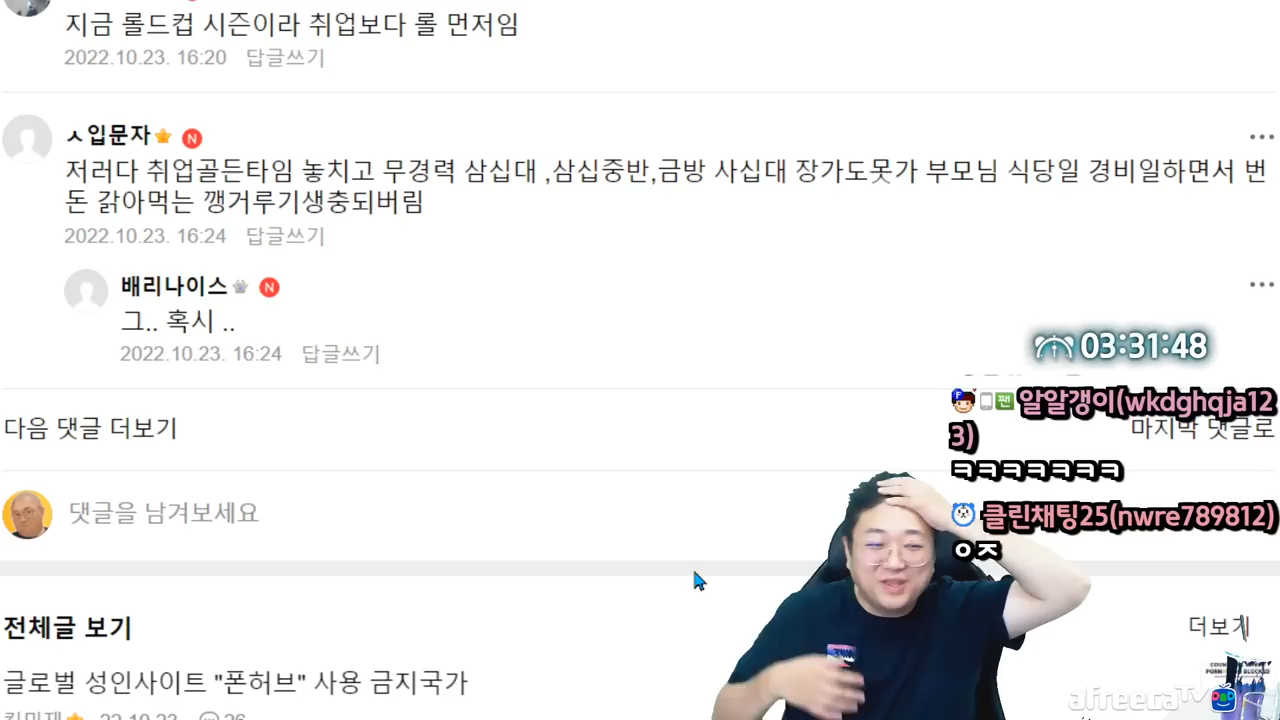 지금 롤드컵 시즌이라 취업보다 롤 먼저임
2022.10.23. 16:20 답글쓰기
ㅅ입문자 N
저러다 취업골든타임 놓치고 무경력 삼십대 ,삼십중반,금방 사십대 장가도못가 부모님 식당일 경비일하면서 번
돈 갉아먹는 깽거루기생충되버림
2022.10.23. 16:24 답글쓰기
배리나이스 N
그.. 혹시 ..
2022.10.23. 16:24 답글쓰기
03:31:48
팬 알알갱이(wkdghqja12
3)
ㅋㅋㅋㅋㅋㅋㅋ
다음 댓글 더보기
마지막 댓글로
댓글을 남겨보세요
클린채팅25(nwre789812)
ㅇㅈ
전체글 보기
더보기
글로벌 성인사이트 "폰허브" 사용 금지국가
afreecaTV